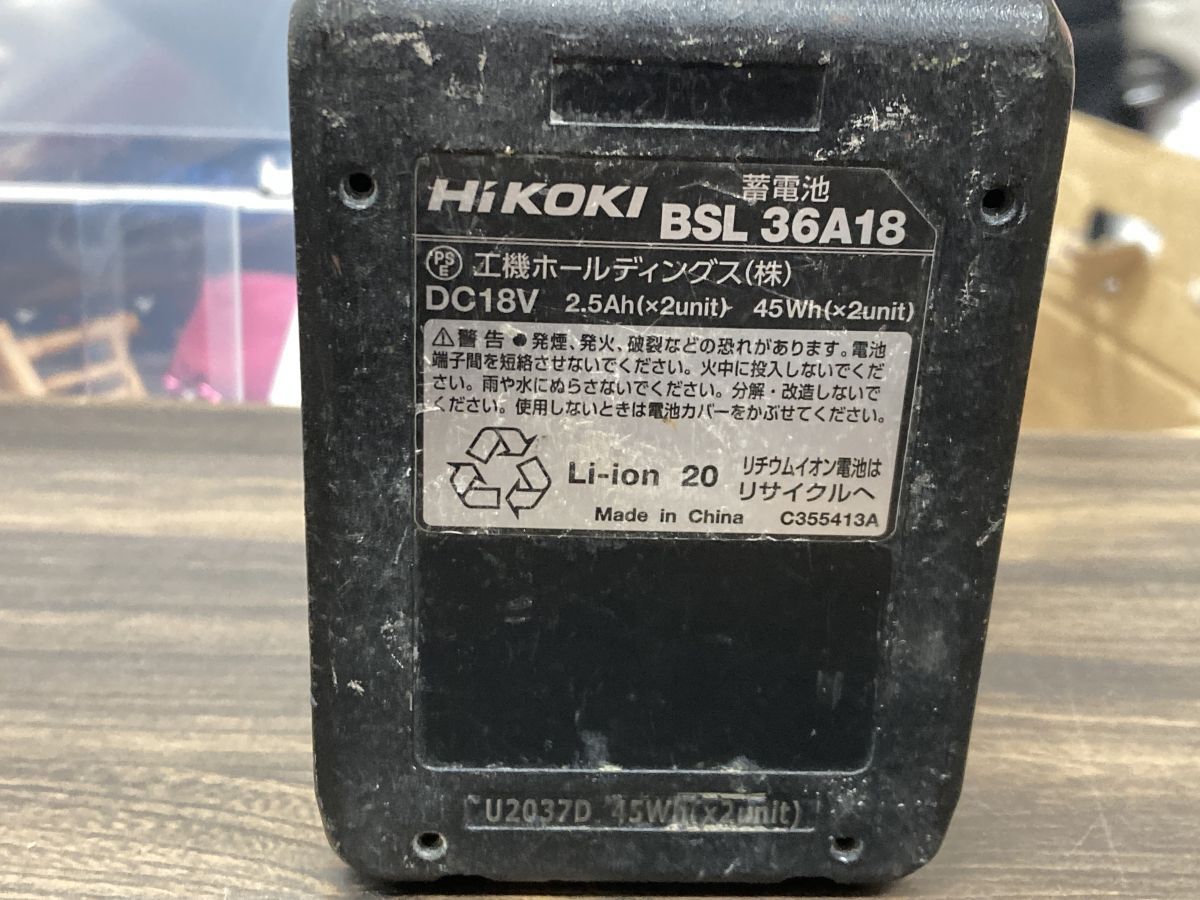 HiKOKI 蓄電池
BSL 36A18
PS E 工機ホールディングス(株)
DC18V 2.5Ah(×2unit) 45Wh(×2unit)
⚠警告 ●発煙、発火、破裂などの恐れがあります。電池
端子間を短絡させないでください。火中に投入しないでくだ
さい。雨や水にぬらさないでください。分解・改造しないで
ください。使用しないときは電池カバーをかぶせてください。
Li-ion 20 リチウムイオン電池は
リサイクルへ
Made in China C355413A
U2037D 45Wh(x2unit)